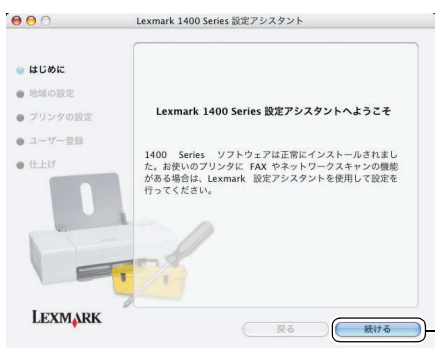 Lexmark 1400 Series 設定アシスタント
はじめに
地域の設定
プリンタの設定
ユーザー登録
仕上げ
Lexmark 1400 Series 設定アシスタントへようこそ
1400 Series ソフトウェアは正常にインストールされまし
た。お使いのプリンタに FAX やネットワークスキャンの機能
がある場合は、Lexmark 設定アシスタントを使用して設定を
行ってください。
LEXMARK
戻る
続ける